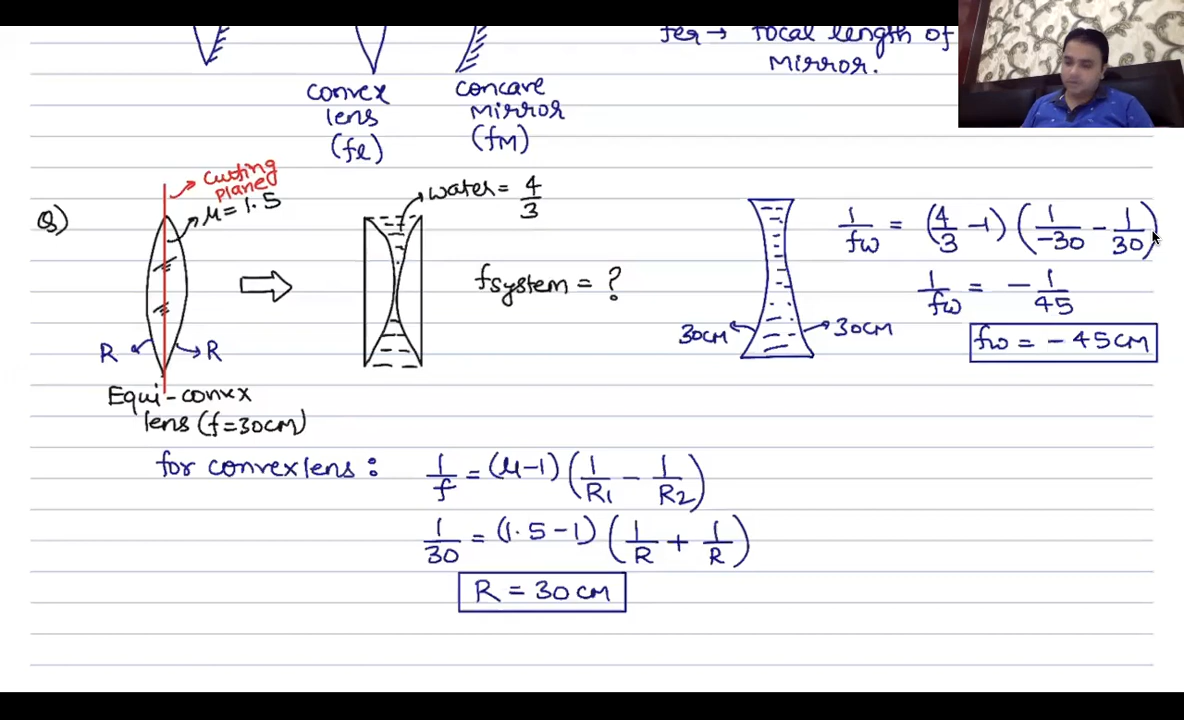 fer → focal length of
mirror.
convex
lens
(fl)
concave
mirror
(fM)
Q)
Cutting
plane
μ = 1.5
R
R
Equi-convex
lens (f=30cm)
water = 4/3
fsystem = ?
30cm
30cm
1/fw = (4/3 - 1) (1/-30 - 1/30)
1/fw = - 1/45
fw = - 45cm
for convex lens :
1/f = (μ-1) (1/R1 - 1/R2)
1/30 = (1.5 - 1) (1/R + 1/R)
R = 30cm